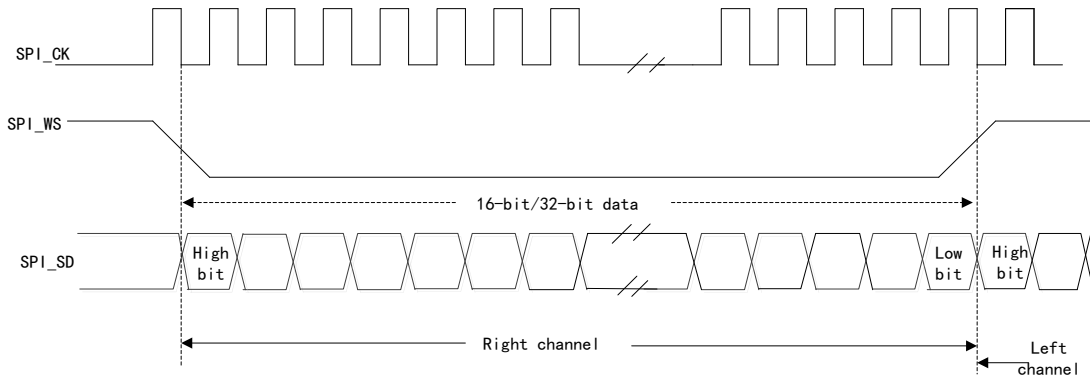 SPI_CK
SPI_WS
16-bit/32-bit data
SPI_SD
High
bit
Low
bit
High
bit
Right channel
Left
channel